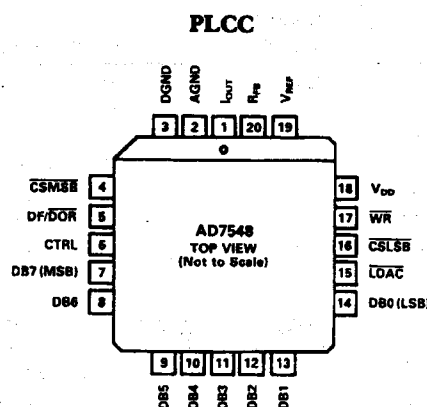 PLCC
DGND
AGND
IOUT
RFB
VREF
3 2 1 20 19
CSMSB 4
DF/DOR 5
CTRL 6
DB7 (MSB) 7
DB6 8
AD7548
TOP VIEW
(Not to Scale)
18 VDD
17 WR
16 CSLSB
15 LDAC
14 DB0 (LSB)
9 10 11 12 13
DB5
DB4
DB3
DB2
DB1